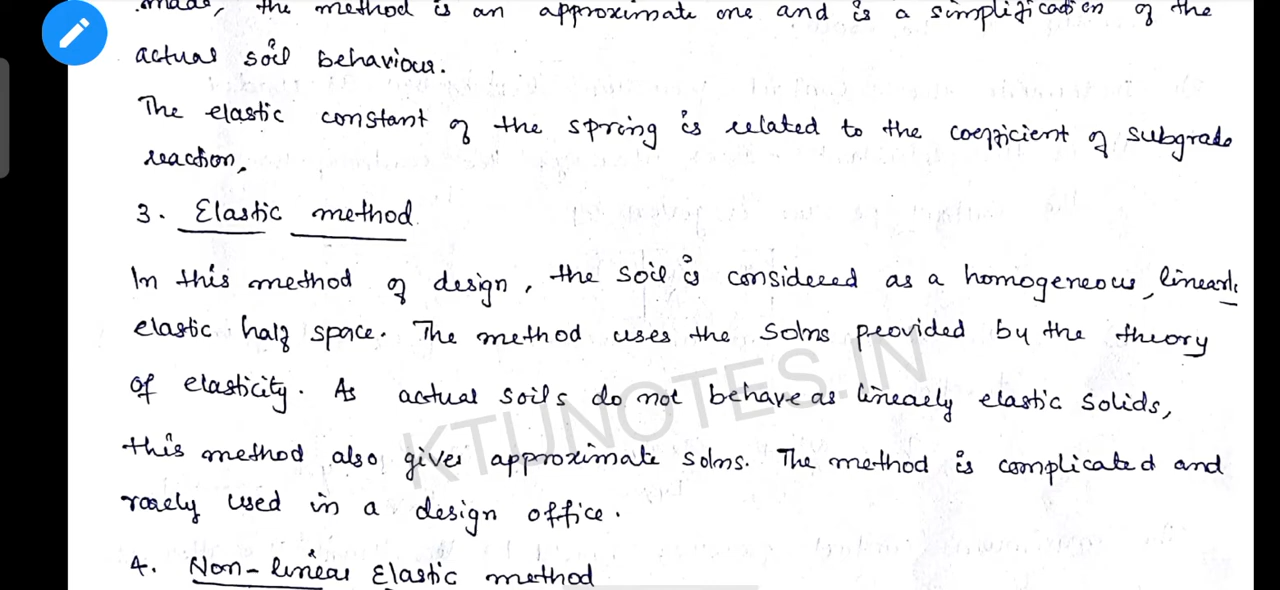 made, the method is an approximate one and is a simplification of the
actual soil behaviour.
The elastic constant of the spring is related to the coefficient of subgrade
reaction,
3. Elastic method
In this method of design, the soil is considered as a homogeneous, linearly
elastic half space. The method uses the solns provided by the theory
of elasticity. As actual soils do not behave as linearly elastic solids,
this method also gives approximate solns. The method is complicated and
rarely used in a design office.
4. Non-linear Elastic method
KTUNOTES.IN